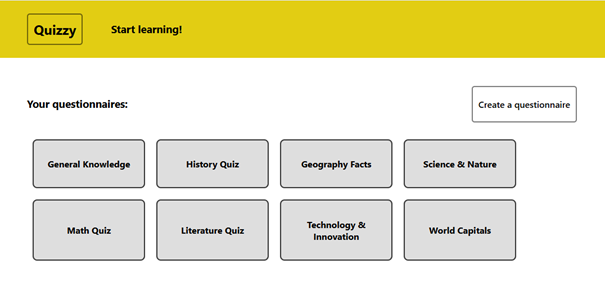 Quizzy
Start learning!
Your questionnaires:
Create a questionnaire
General Knowledge
History Quiz
Geography Facts
Science & Nature
Math Quiz
Literature Quiz
Technology &
Innovation
World Capitals